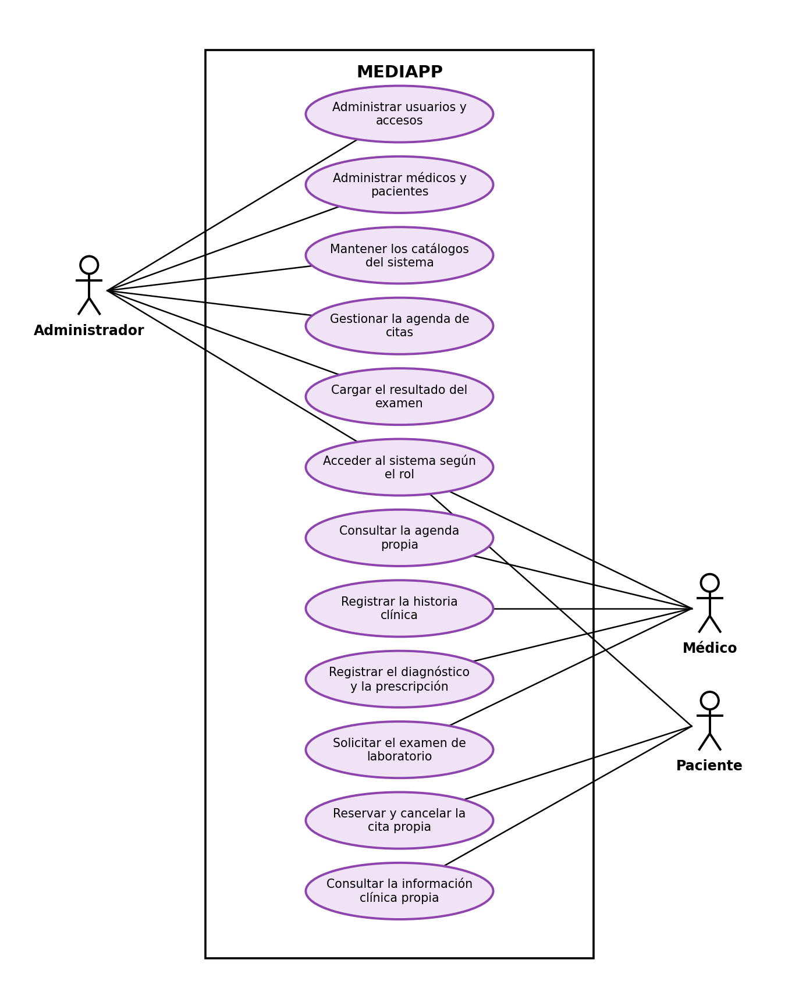 MEDIAPP
Administrar usuarios y
accesos
Administrar médicos y
pacientes
Mantener los catálogos
del sistema
Gestionar la agenda de
citas
Administrador
Cargar el resultado del
examen
Acceder al sistema según
el rol
Consultar la agenda
propia
Registrar la historia
clínica
Médico
Registrar el diagnóstico
y la prescripción
Solicitar el examen de
laboratorio
Paciente
Reservar y cancelar la
cita propia
Consultar la información
clínica propia